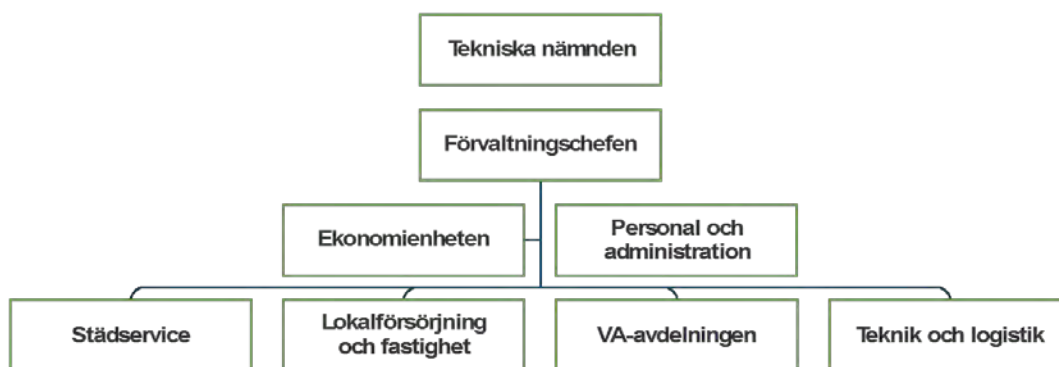 Tekniska nämnden
Förvaltningschefen
Ekonomienheten
Personal och
administration
Städservice
Lokalförsörjning
och fastighet
VA-avdelningen
Teknik och logistik